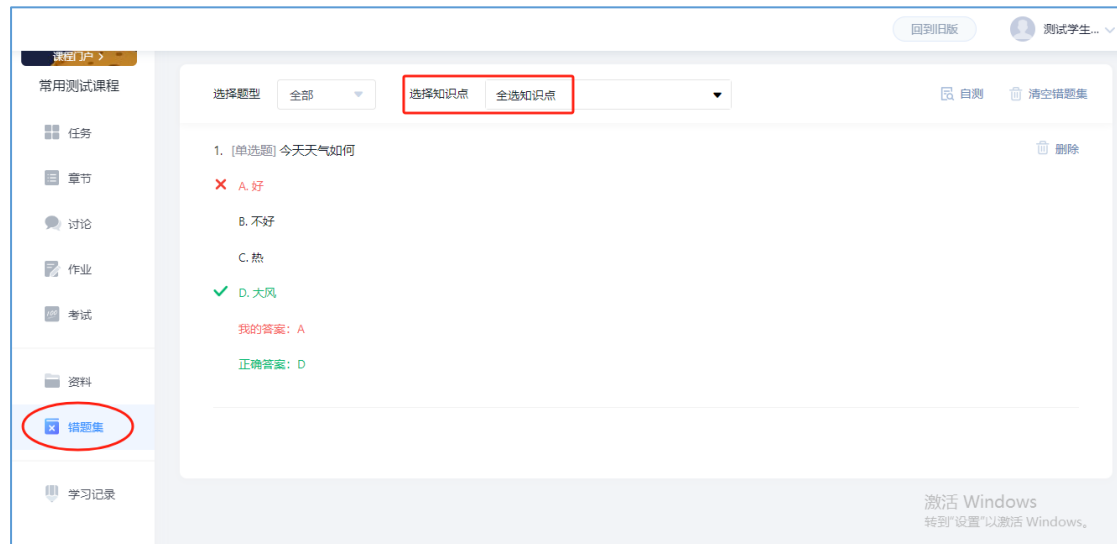 回到旧版
测试学生...
课程门户 >
常用测试课程
任务
章节
讨论
作业
考试
资料
错题集
学习记录
选择题型 全部 选择知识点 全选知识点 自测 清空错题集
1. [单选题] 今天天气如何 删除
A. 好
B. 不好
C. 热
D. 大风
我的答案：A
正确答案：D
激活 Windows
转到"设置"以激活 Windows。